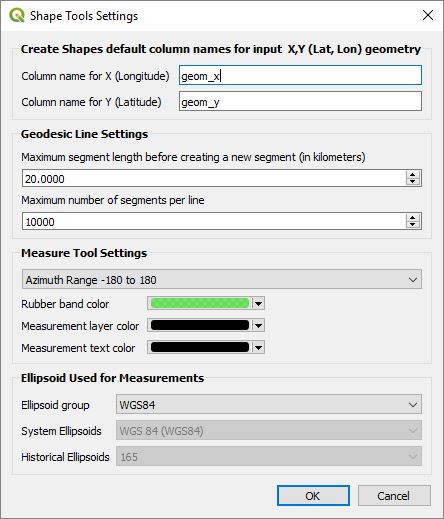 Shape Tools Settings
Create Shapes default column names for input X,Y (Lat, Lon) geometry
Column name for X (Longitude) geom_x
Column name for Y (Latitude) geom_y
Geodesic Line Settings
Maximum segment length before creating a new segment (in kilometers)
20.0000
Maximum number of segments per line
10000
Measure Tool Settings
Azimuth Range -180 to 180
Rubber band color
Measurement layer color
Measurement text color
Ellipsoid Used for Measurements
Ellipsoid group WGS84
System Ellipsoids WGS 84 (WGS84)
Historical Ellipsoids 165
OK Cancel